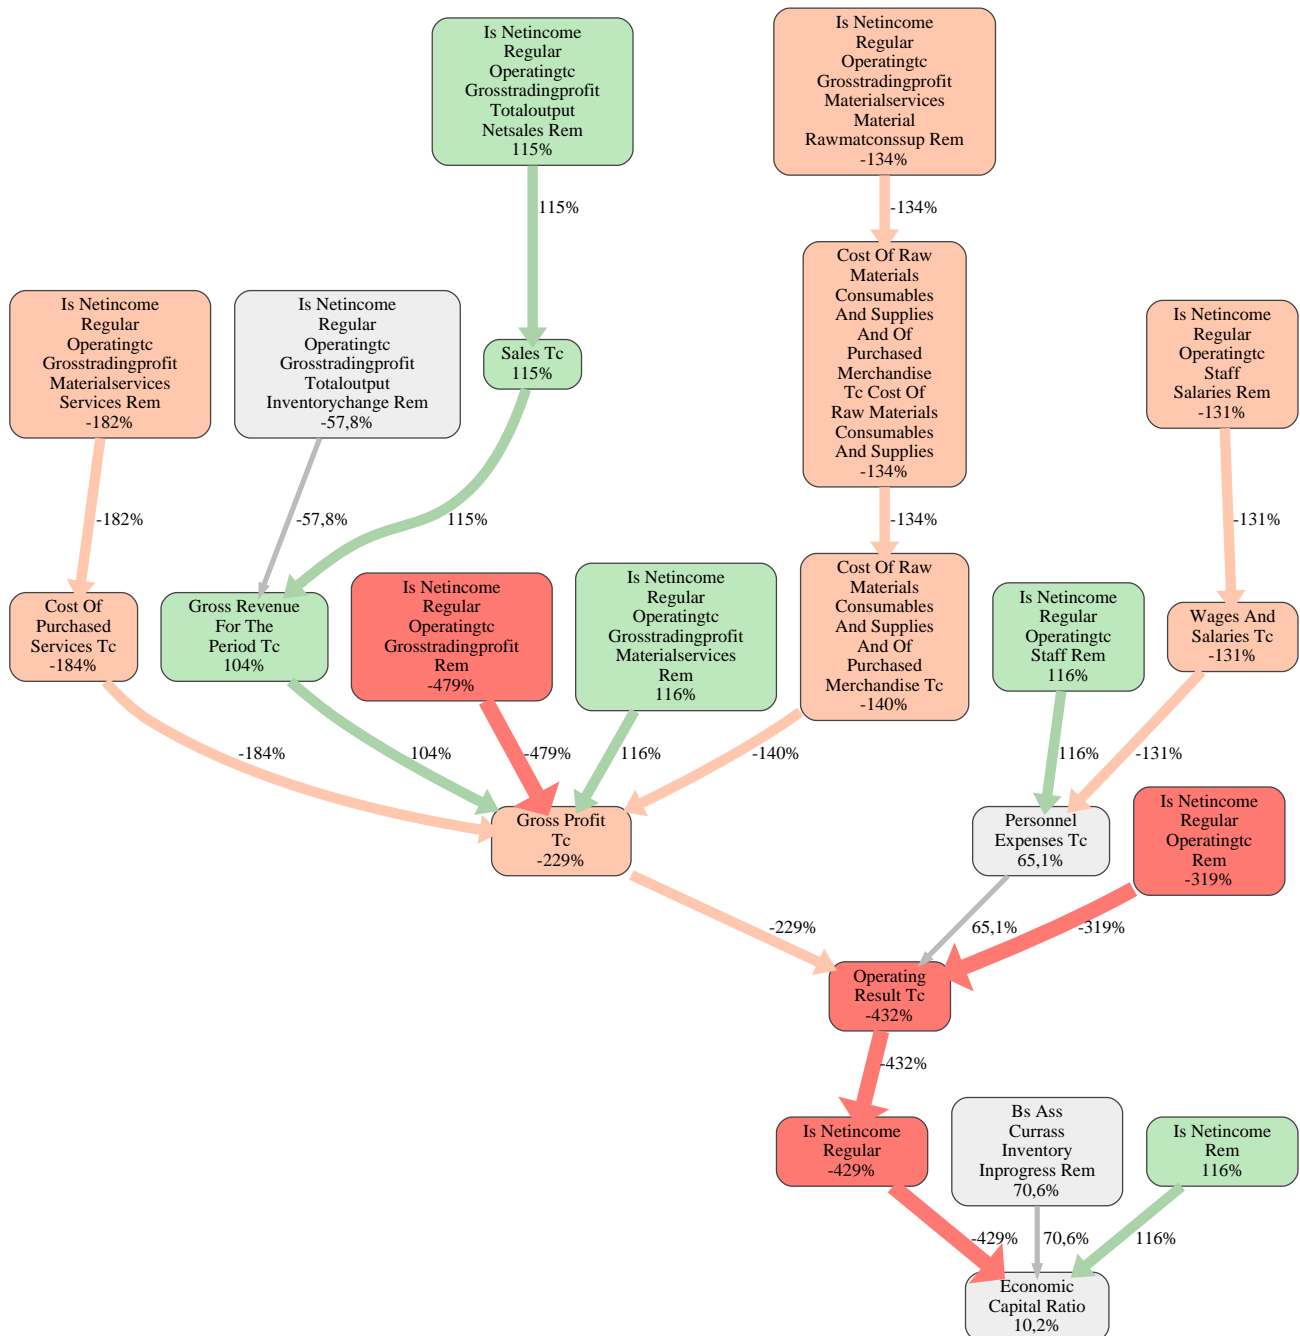 Is Netincome
Regular
Operatingtc
Grosstradingprofit
Totaloutput
Netsales Rem
115%
Is Netincome
Regular
Operatingtc
Grosstradingprofit
Materialservices
Material
Rawmatconssup Rem
-134%
115%
-134%
Is Netincome
Regular
Operatingtc
Grosstradingprofit
Materialservices
Services Rem
-182%
Is Netincome
Regular
Operatingtc
Grosstradingprofit
Totaloutput
Inventorychange Rem
-57,8%
Sales Tc
115%
Cost Of Raw
Materials
Consumables
And Supplies
And Of
Purchased
Merchandise
Tc Cost Of
Raw Materials
Consumables
And Supplies
-134%
Is Netincome
Regular
Operatingtc
Staff
Salaries Rem
-131%
-182%
-57,8%
115%
-134%
-131%
Cost Of
Purchased
Services Tc
-184%
Gross Revenue
For The
Period Tc
104%
Is Netincome
Regular
Operatingtc
Grosstradingprofit
Rem
-479%
Is Netincome
Regular
Operatingtc
Grosstradingprofit
Materialservices
Rem
116%
Cost Of Raw
Materials
Consumables
And Supplies
And Of
Purchased
Merchandise Tc
-140%
Is Netincome
Regular
Operatingtc
Staff Rem
116%
Wages And
Salaries Tc
-131%
-184%
104%
-479%
116%
-140%
116%
-131%
Gross Profit
Tc
-229%
Personnel
Expenses Tc
65,1%
Is Netincome
Regular
Operatingtc
Rem
-319%
-229%
65,1%
-319%
Operating
Result Tc
-432%
-432%
Is Netincome
Regular
-429%
Bs Ass
Currass
Inventory
Inprogress Rem
70,6%
Is Netincome
Rem
116%
-429%
70,6%
116%
Economic
Capital Ratio
10,2%